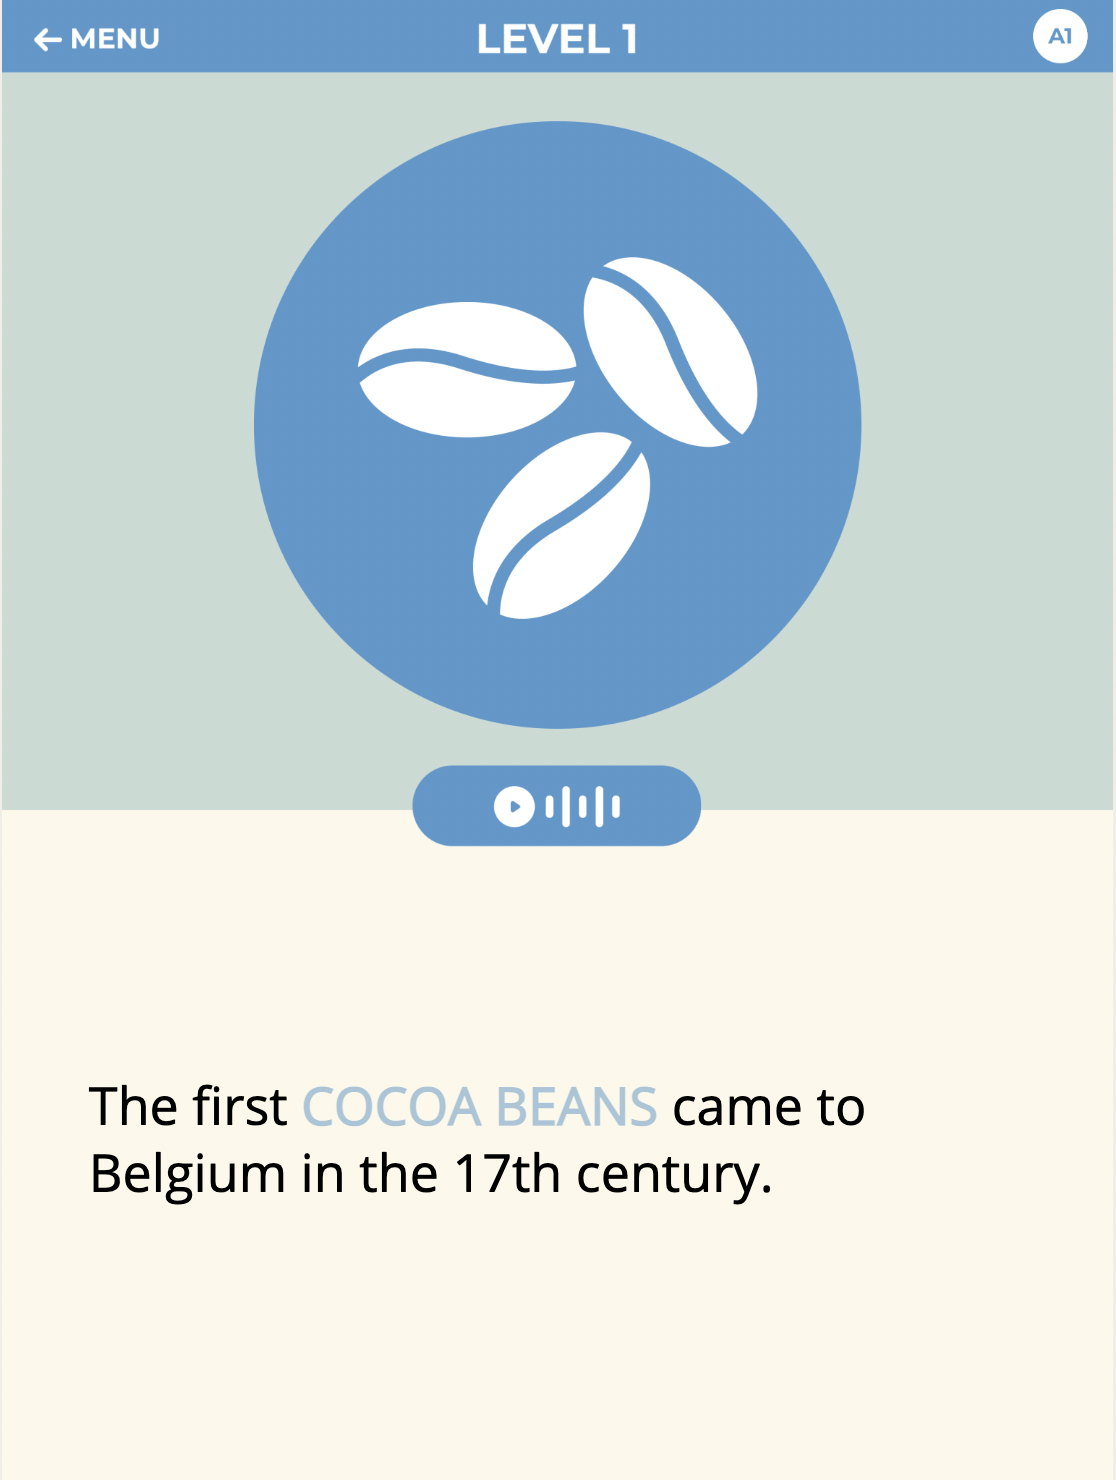 MENU
LEVEL 1
A1
The first COCOA BEANS came to
Belgium in the 17th century.